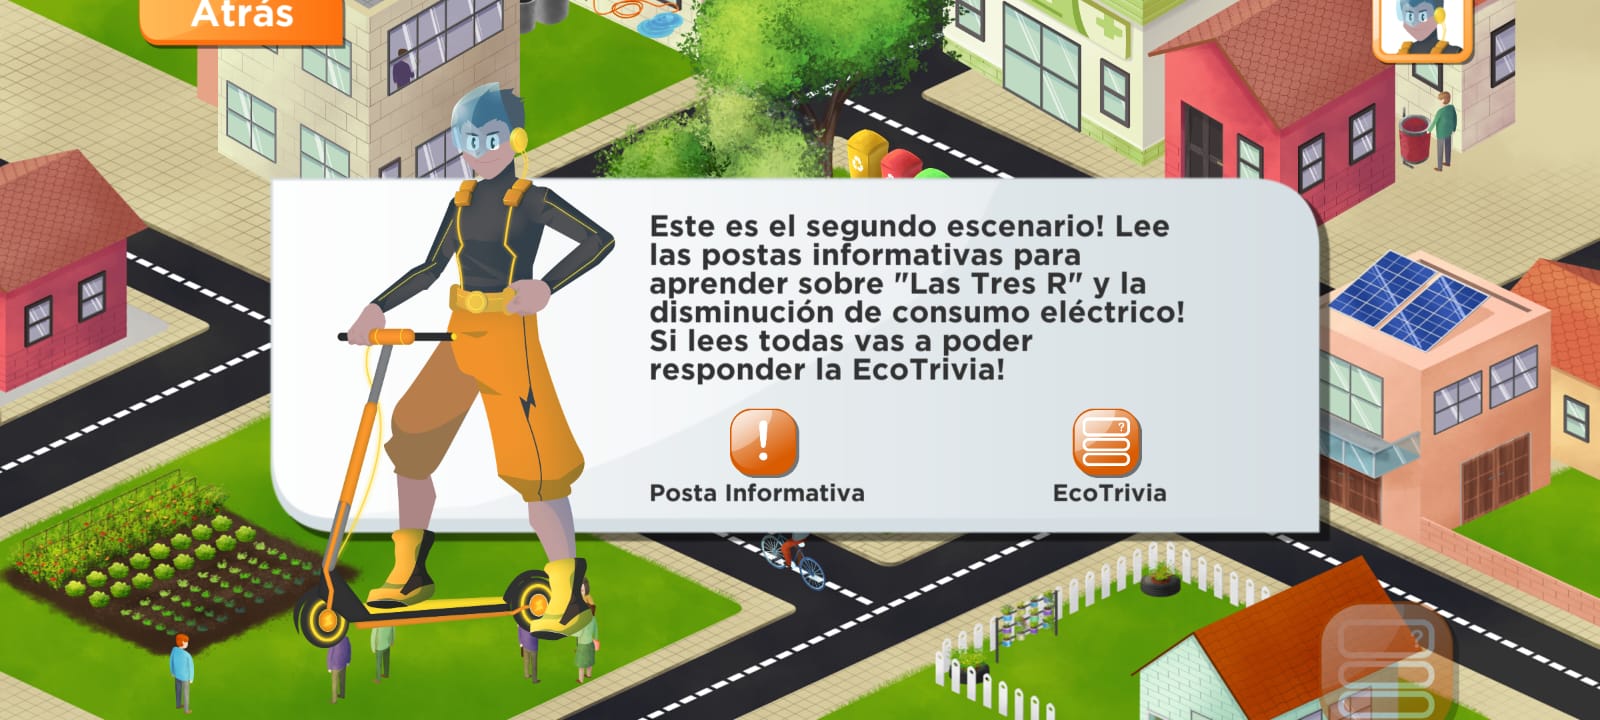 Atrás
Este es el segundo escenario! Lee
las postas informativas para
aprender sobre "Las Tres R" y la
disminución de consumo eléctrico!
Si lees todas vas a poder
responder la EcoTrivia!
!
?
Posta Informativa
EcoTrivia
?